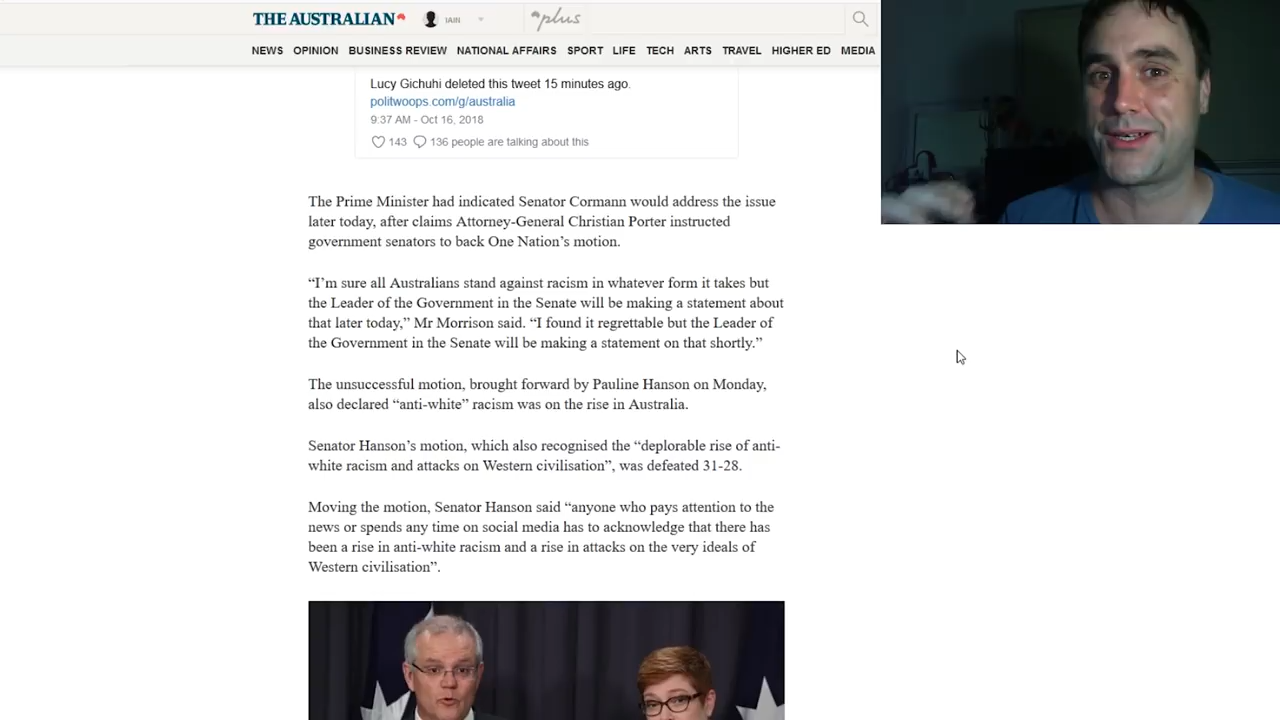 THE AUSTRALIAN
IAIN
plus
NEWS OPINION BUSINESS REVIEW NATIONAL AFFAIRS SPORT LIFE TECH ARTS TRAVEL HIGHER ED MEDIA
Lucy Gichuhi deleted this tweet 15 minutes ago.
politwoops.com/g/australia
9:37 AM - Oct 16, 2018
143 136 people are talking about this
The Prime Minister had indicated Senator Cormann would address the issue
later today, after claims Attorney-General Christian Porter instructed
government senators to back One Nation’s motion.
“I’m sure all Australians stand against racism in whatever form it takes but
the Leader of the Government in the Senate will be making a statement about
that later today,” Mr Morrison said. “I found it regrettable but the Leader of
the Government in the Senate will be making a statement on that shortly.”
The unsuccessful motion, brought forward by Pauline Hanson on Monday,
also declared “anti-white” racism was on the rise in Australia.
Senator Hanson’s motion, which also recognised the “deplorable rise of anti-
white racism and attacks on Western civilisation”, was defeated 31-28.
Moving the motion, Senator Hanson said “anyone who pays attention to the
news or spends any time on social media has to acknowledge that there has
been a rise in anti-white racism and a rise in attacks on the very ideals of
Western civilisation”.